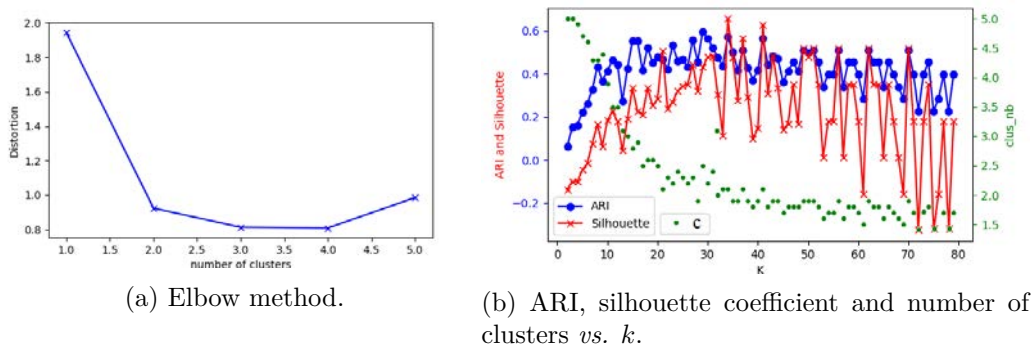 2.0
1.8
1.6
1.4
1.2
1.0
0.8
Distortion
1.0 1.5 2.0 2.5 3.0 3.5 4.0 4.5 5.0
number of clusters
(a) Elbow method.
0.6
0.4
0.2
0.0
−0.2
ARI and Silhouette
5.0
4.5
4.0
3.5
3.0
2.5
2.0
1.5
clus_nb
ARI
Silhouette
c
0 10 20 30 40 50 60 70 80
K
(b) ARI, silhouette coefficient and number of
clusters vs. k.